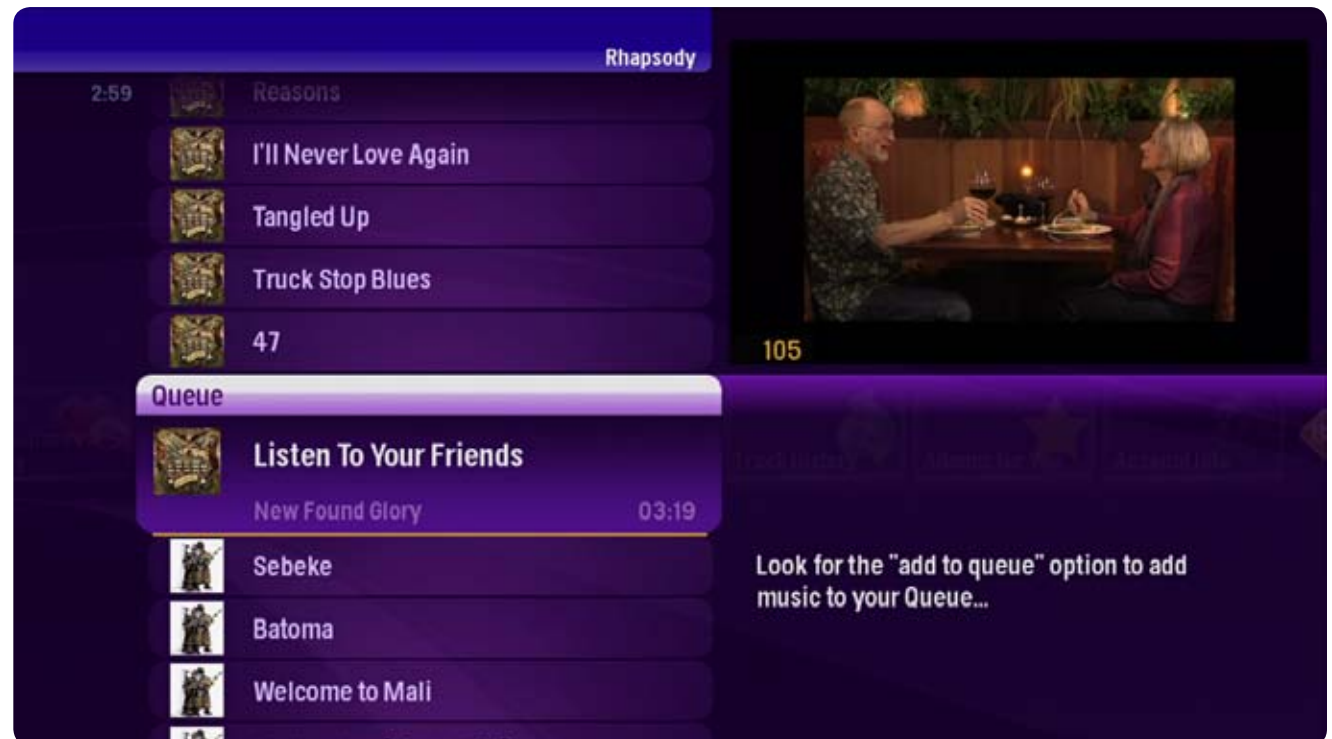 Rhapsody
2:59
Reasons
I'll Never Love Again
Tangled Up
Truck Stop Blues
47
105
Queue
Listen To Your Friends
New Found Glory
03:19
Sebeke
Look for the "add to queue" option to add
music to your Queue...
Batoma
Welcome to Mali